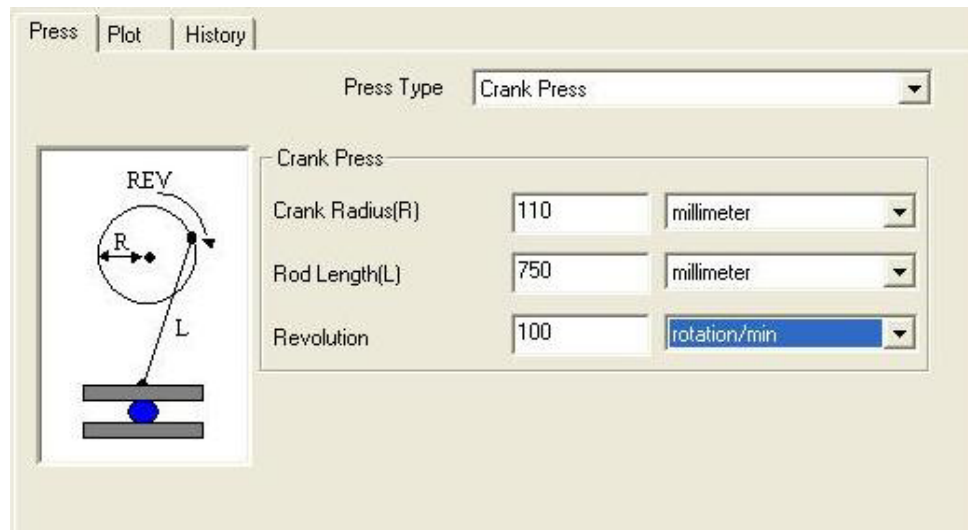 Press Plot History
Press Type Crank Press
Crank Press
REV
Crank Radius(R) 110 millimeter
R
Rod Length(L) 750 millimeter
L
Revolution 100 rotation/min